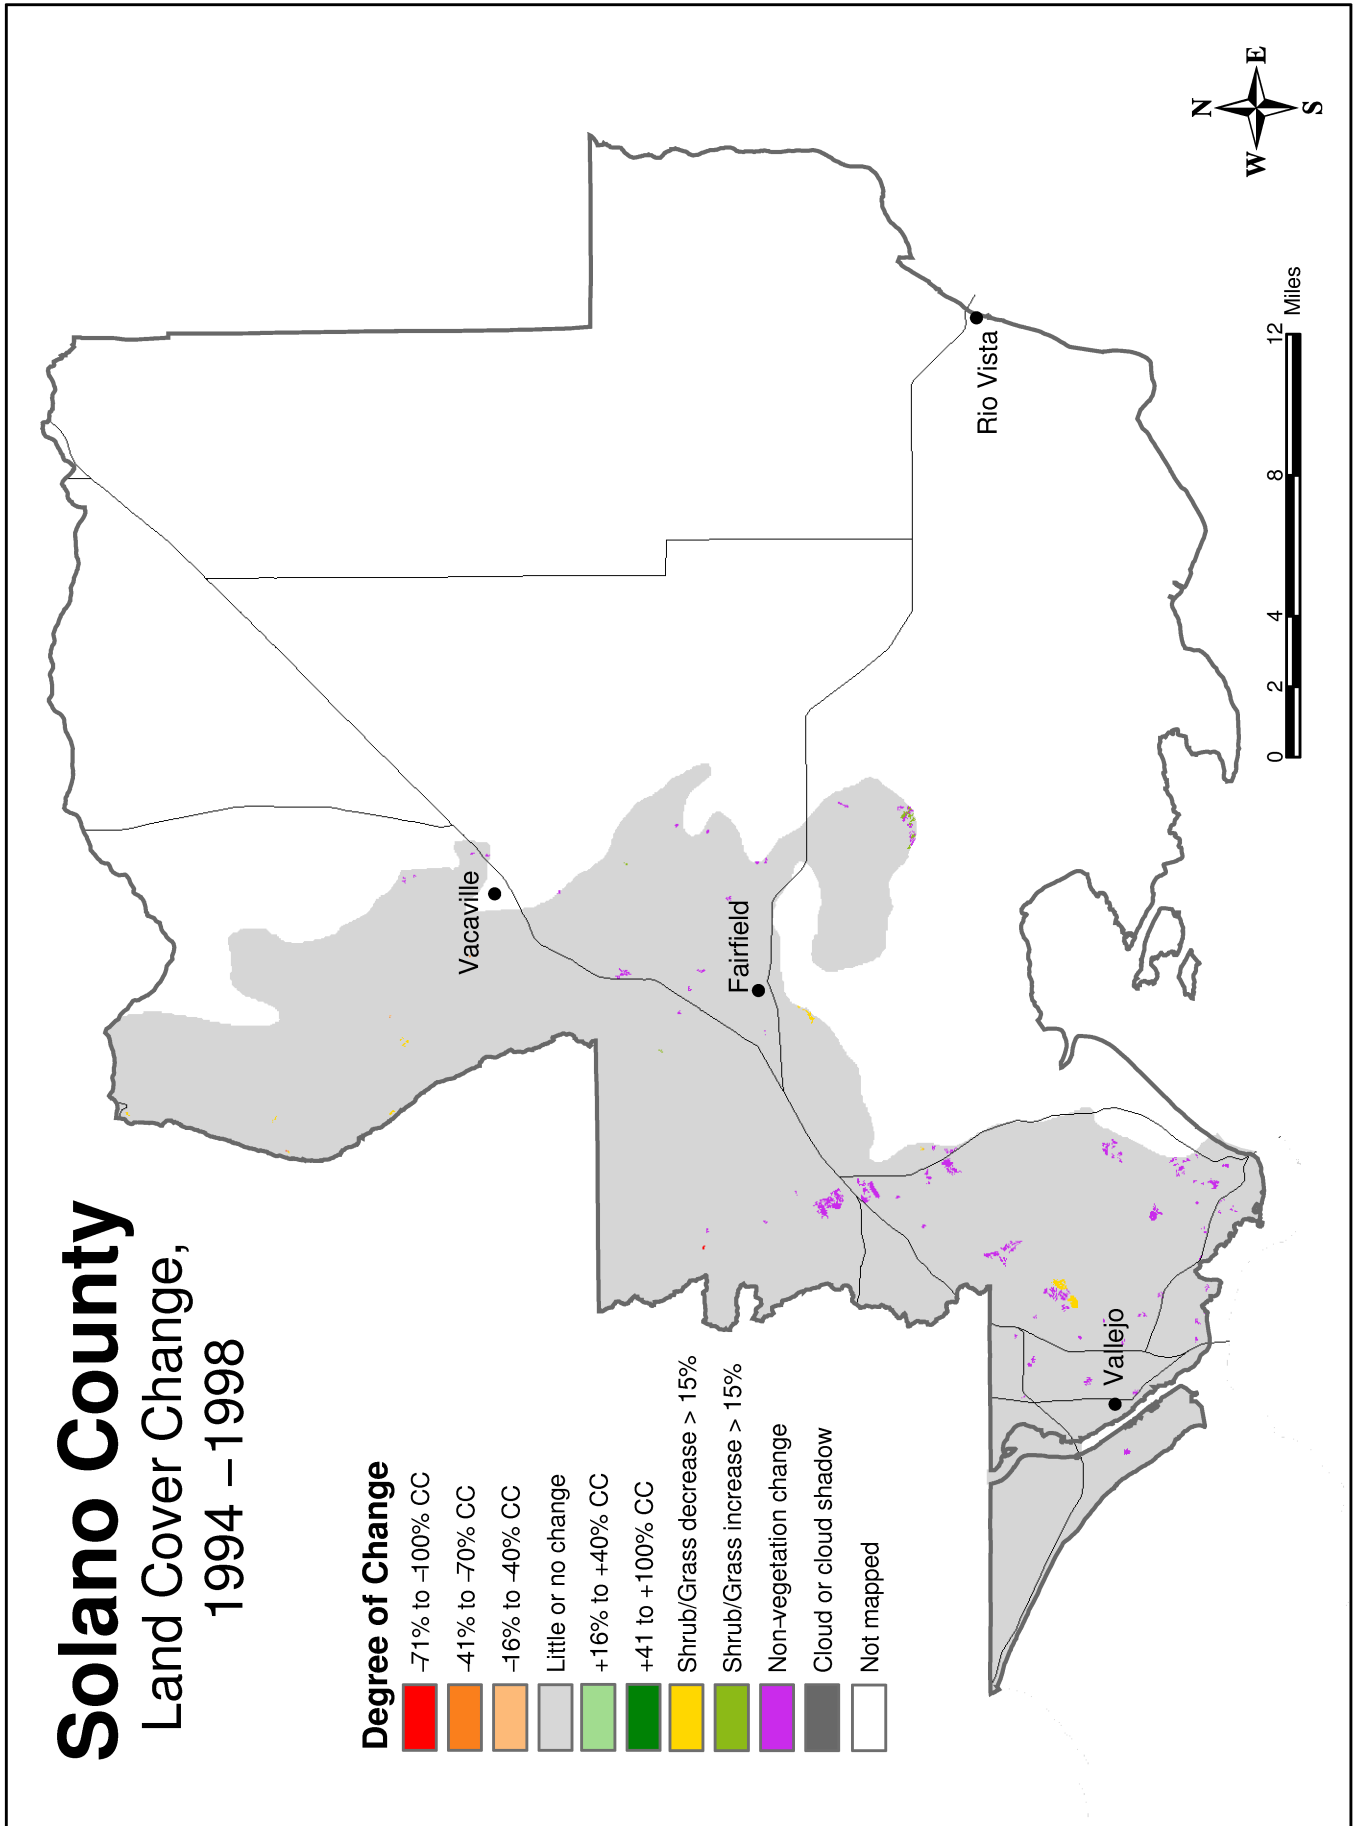 Solano County
Land Cover Change,
1994 –1998
Degree of Change
–71% to –100% CC
–41% to –70% CC
–16% to –40% CC
Little or no change
+16% to +40% CC
+41 to +100% CC
Shrub/Grass decrease > 15%
Shrub/Grass increase > 15%
Non-vegetation change
Cloud or cloud shadow
Not mapped
Vacaville
Fairfield
Vallejo
Rio Vista
0 2 4 8 12
Miles
N
W E
S